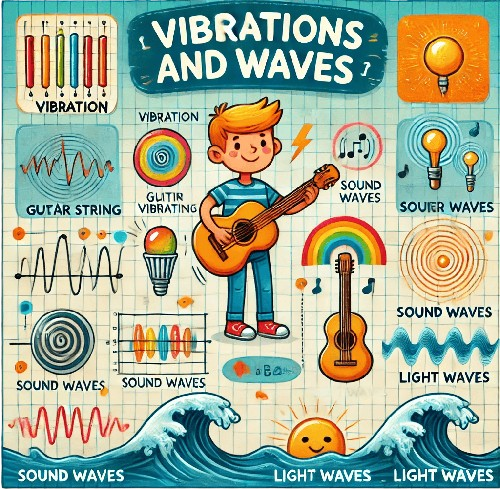 VIBRATIONS
AND WAVES
VIBRATION
VIBRATION
GUTAR STRING
GLITIR
VIBRATING
SOUND
WAVES
SOUIER WAVES
SOUND WAVES
SOUND WAVES
SOUND WAVES
LIGHT WAVES
SOUND WAVES
LIGHT WAVES
LIGHT WAVES